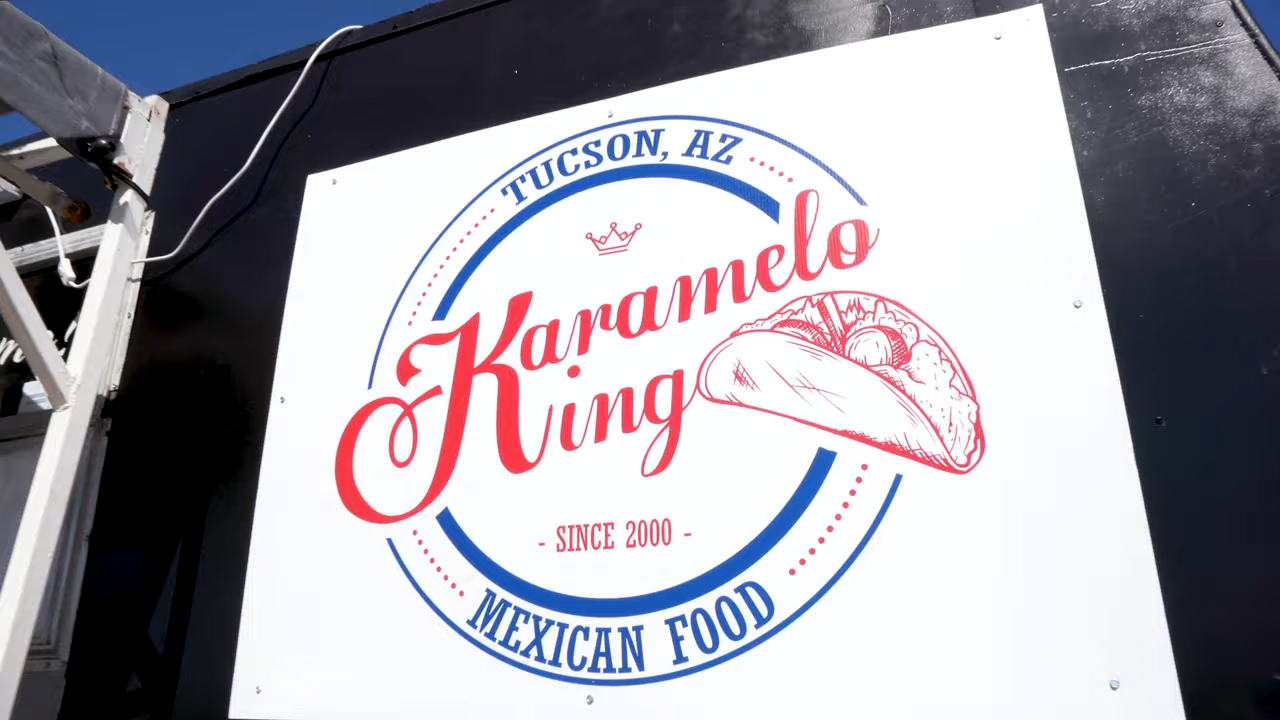 TUCSON, AZ
Karamelo
King
- SINCE 2000 -
MEXICAN FOOD